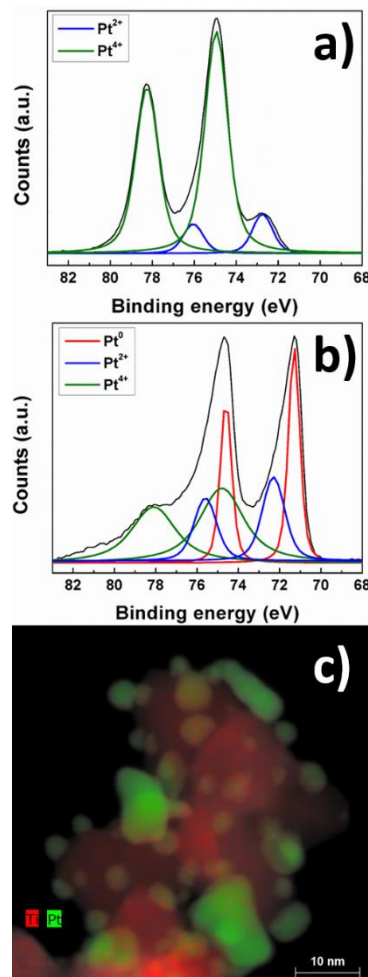 a)
Pt2+
Pt4+
Counts (a.u.)
82 80 78 76 74 72 70 68
Binding energy (eV)
b)
Pt0
Pt2+
Pt4+
Counts (a.u.)
82 80 78 76 74 72 70 68
Binding energy (eV)
c)
Ti Pt
10 nm